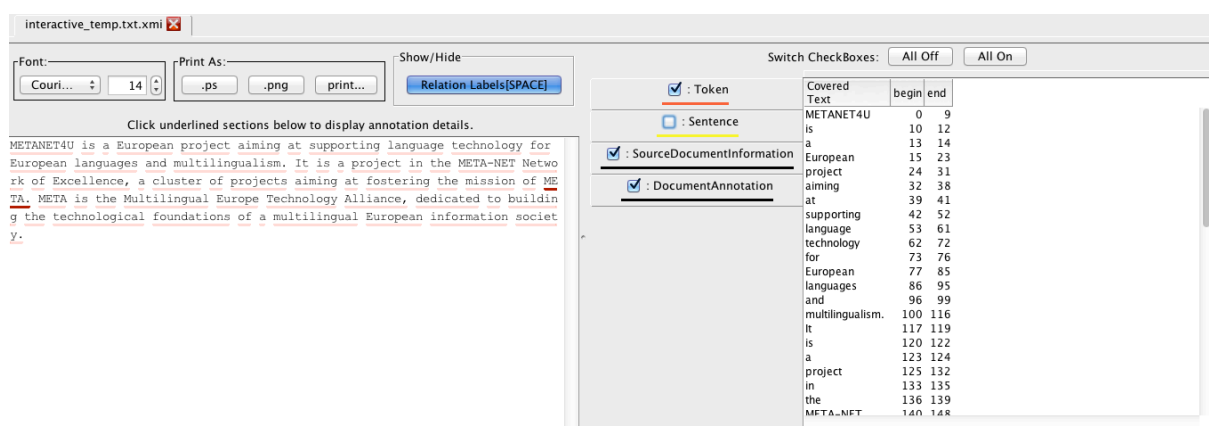 interactive_temp.txt.xmi
Font:
Couri... 14
Print As:
.ps .png print...
Show/Hide
Relation Labels[SPACE]
Click underlined sections below to display annotation details.
METANET4U is a European project aiming at supporting language technology for
European languages and multilingualism. It is a project in the META-NET Netwo
rk of Excellence, a cluster of projects aiming at fostering the mission of ME
TA. META is the Multilingual Europe Technology Alliance, dedicated to buildin
g the technological foundations of a multilingual European information societ
y.
Switch CheckBoxes: All Off All On
: Token
: Sentence
: SourceDocumentInformation
: DocumentAnnotation
Covered Text begin end
METANET4U 0 9
is 10 12
a 13 14
European 15 23
project 24 31
aiming 32 38
at 39 41
supporting 42 52
language 53 61
technology 62 72
for 73 76
European 77 85
languages 86 95
and 96 99
multilingualism. 100 116
It 117 119
is 120 122
a 123 124
project 125 132
in 133 135
the 136 139
META-NET 140 148